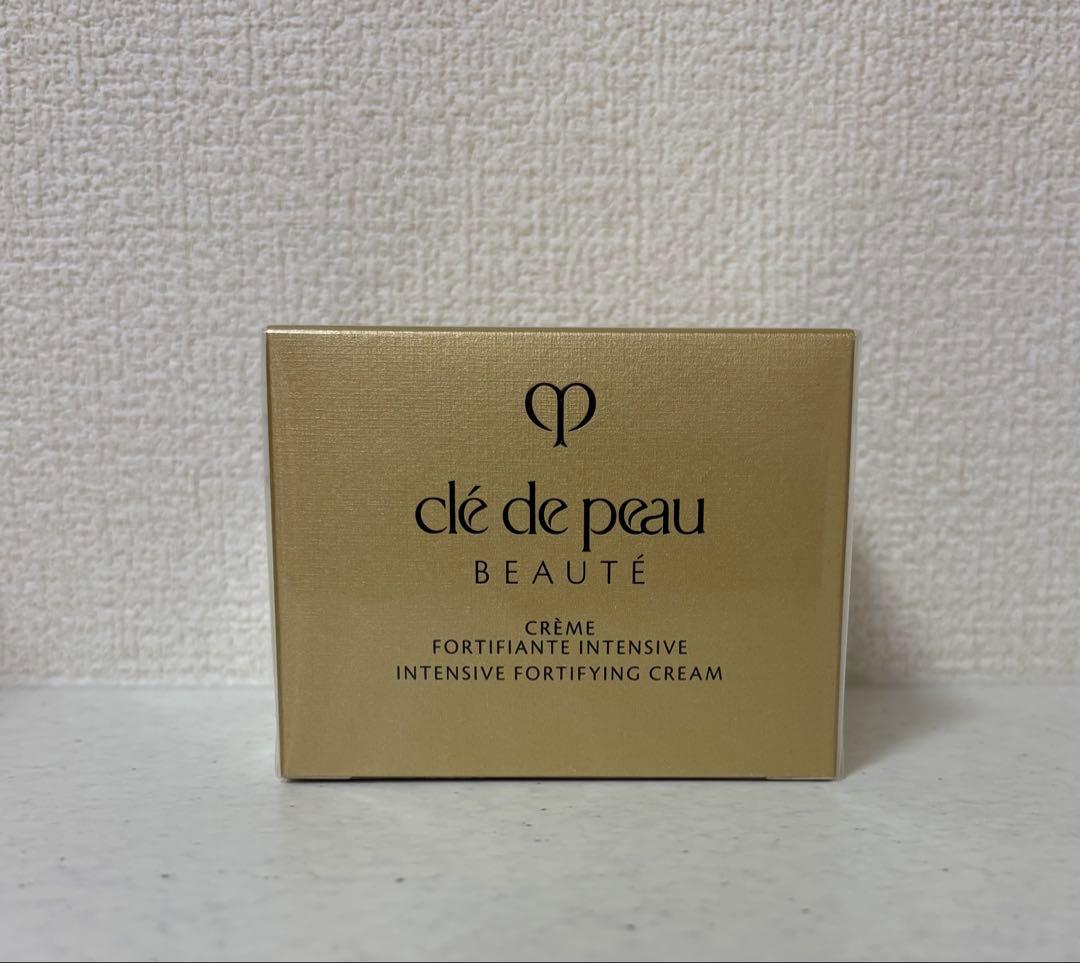 clé de peau
BEAUTÉ
CRÈME
FORTIFIANTE INTENSIVE
INTENSIVE FORTIFYING CREAM